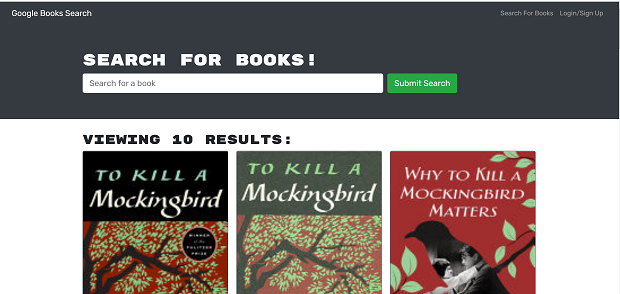 Google Books Search
Search For Books Login/Sign Up
SEARCH FOR BOOKS!
Search for a book
Submit Search
VIEWING 10 RESULTS:
TO KILL A
Mockingbird
WINNER of the
PULITZER
PRIZE
TO KILL A
Mockingbird
WHY TO KILL A
MOCKINGBIRD
MATTERS